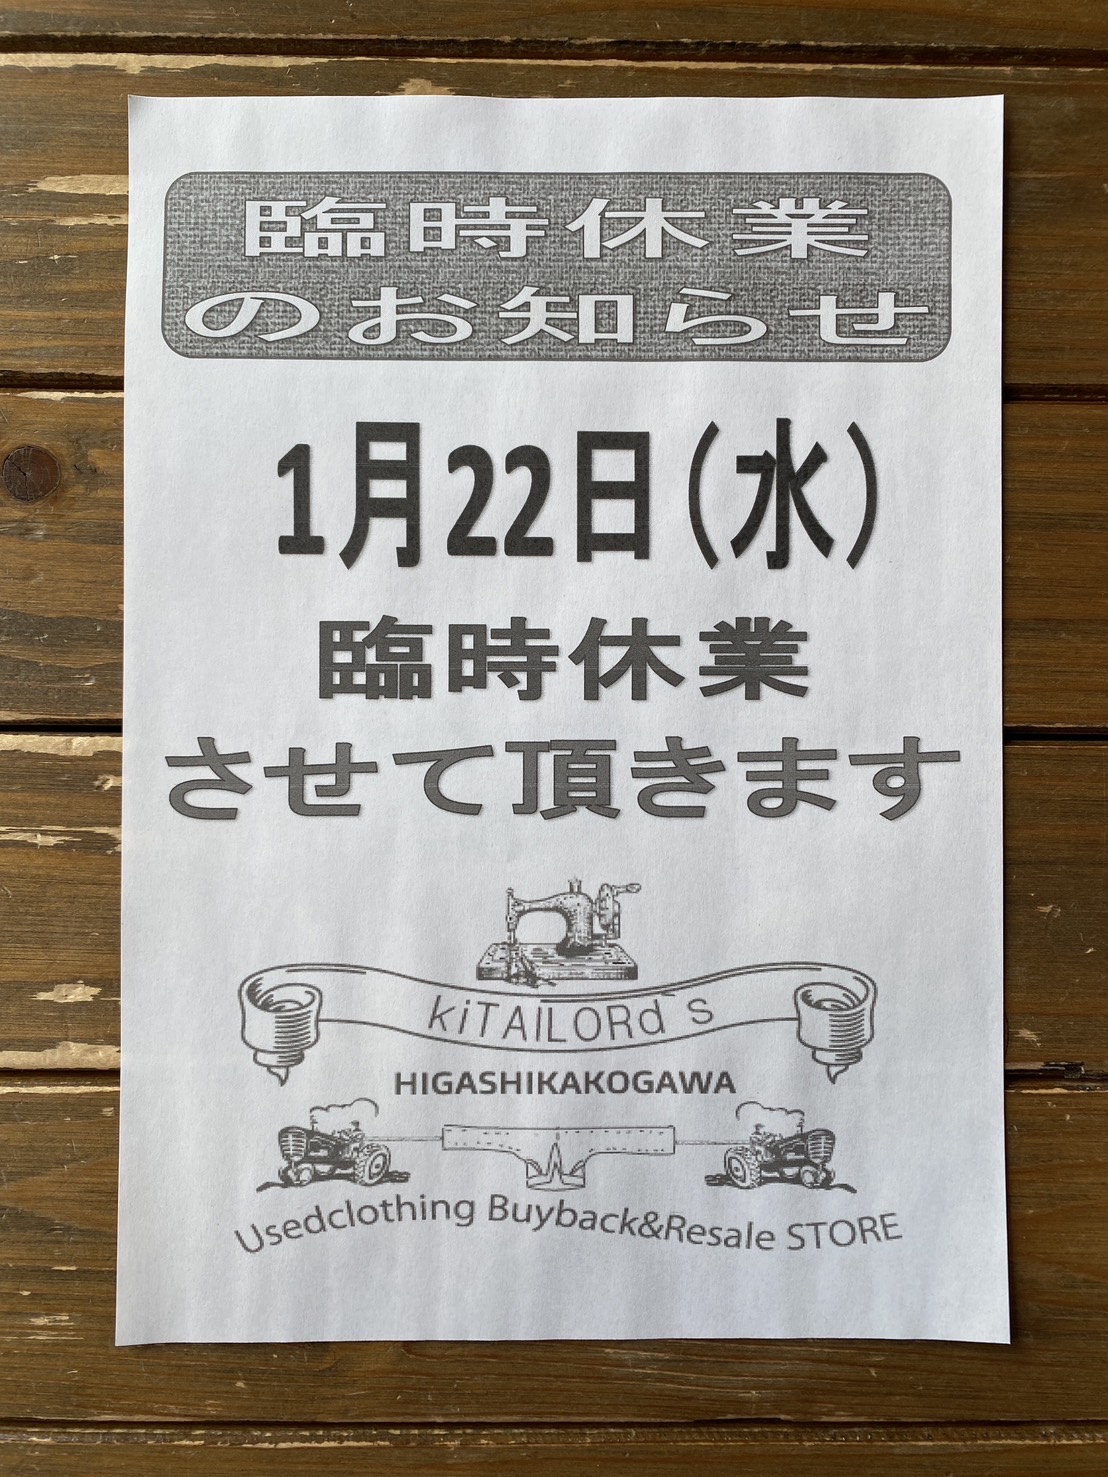 臨時休業
のお知らせ
1月22日（水）
臨時休業
させて頂きます
kiTAILORd`s
HIGASHIKAKOGAWA
Usedclothing Buyback&Resale STORE